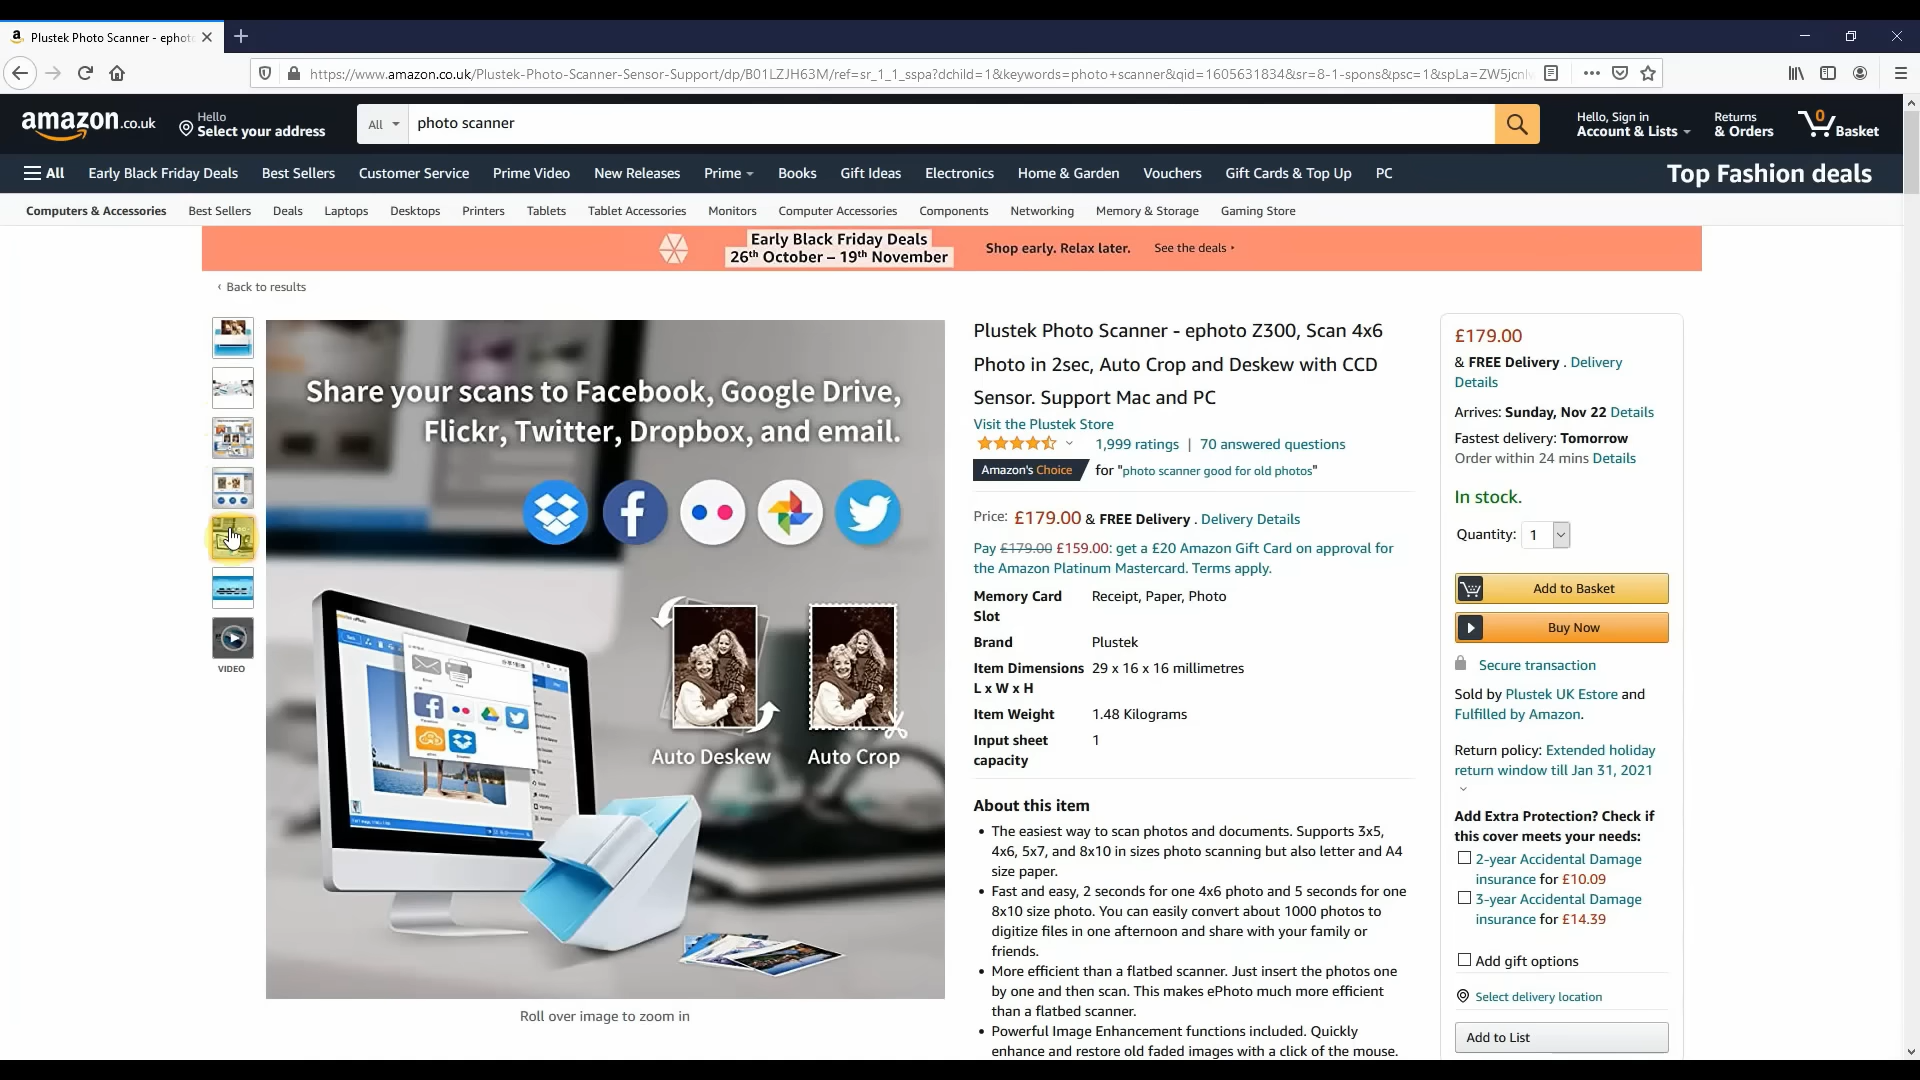 Plustek Photo Scanner - ephot
https://www.amazon.co.uk/Plustek-Photo-Scanner-Sensor-Support/dp/B01LZJH63M/ref=sr_1_1_sspa?dchild=1&keywords=photo+scanner&qid=1605631834&sr=8-1-spons&psc=1&spLa=ZW5jcnl
amazon.co.uk
Hello
Select your address
All
photo scanner
Hello, Sign in
Account & Lists
Returns
& Orders
0
Basket
All
Early Black Friday Deals
Best Sellers
Customer Service
Prime Video
New Releases
Prime
Books
Gift Ideas
Electronics
Home & Garden
Vouchers
Gift Cards & Top Up
PC
Top Fashion deals
Computers & Accessories
Best Sellers
Deals
Laptops
Desktops
Printers
Tablets
Tablet Accessories
Monitors
Computer Accessories
Components
Networking
Memory & Storage
Gaming Store
Early Black Friday Deals
26th October – 19th November
Shop early. Relax later.
See the deals ‣
‹ Back to results
VIDEO
Share your scans to Facebook, Google Drive,
Flickr, Twitter, Dropbox, and email.
Auto Deskew
Auto Crop
Roll over image to zoom in
Plustek Photo Scanner - ephoto Z300, Scan 4x6
Photo in 2sec, Auto Crop and Deskew with CCD
Sensor. Support Mac and PC
Visit the Plustek Store
1,999 ratings | 70 answered questions
Amazon's Choice for "photo scanner good for old photos"
Price: £179.00 & FREE Delivery . Delivery Details
Pay £179.00 £159.00: get a £20 Amazon Gift Card on approval for
the Amazon Platinum Mastercard. Terms apply.
Memory Card Slot
Receipt, Paper, Photo
Brand
Plustek
Item Dimensions L x W x H
29 x 16 x 16 millimetres
Item Weight
1.48 Kilograms
Input sheet capacity
1
About this item
• The easiest way to scan photos and documents. Supports 3x5,
4x6, 5x7, and 8x10 in sizes photo scanning but also letter and A4
size paper.
• Fast and easy, 2 seconds for one 4x6 photo and 5 seconds for one
8x10 size photo. You can easily convert about 1000 photos to
digitize files in one afternoon and share with your family or
friends.
• More efficient than a flatbed scanner. Just insert the photos one
by one and then scan. This makes ePhoto much more efficient
than a flatbed scanner.
• Powerful Image Enhancement functions included. Quickly
enhance and restore old faded images with a click of the mouse.
£179.00
& FREE Delivery . Delivery
Details
Arrives: Sunday, Nov 22 Details
Fastest delivery: Tomorrow
Order within 24 mins Details
In stock.
Quantity: 1
Add to Basket
Buy Now
Secure transaction
Sold by Plustek UK Estore and
Fulfilled by Amazon.
Return policy: Extended holiday
return window till Jan 31, 2021
Add Extra Protection? Check if
this cover meets your needs:
2-year Accidental Damage
insurance for £10.09
3-year Accidental Damage
insurance for £14.39
Add gift options
Select delivery location
Add to List